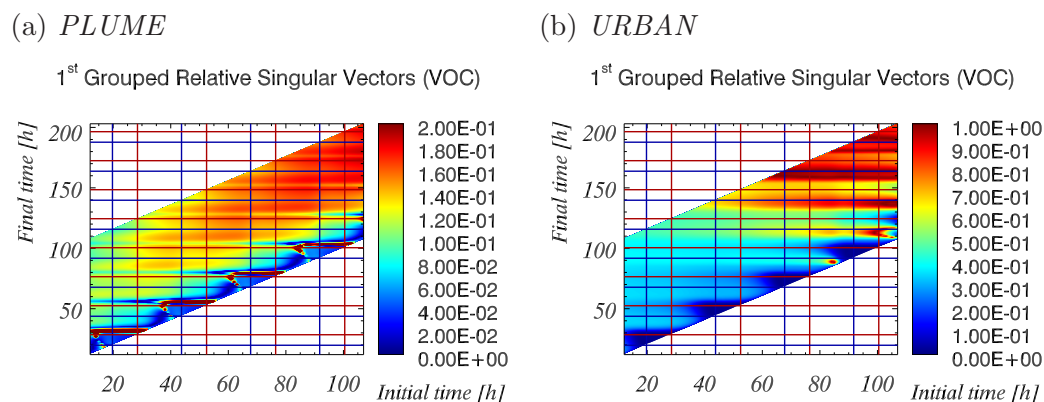 (a) PLUME
(b) URBAN
1st Grouped Relative Singular Vectors (VOC)
1st Grouped Relative Singular Vectors (VOC)
Final time [h]
200
150
100
50
20 40 60 80 100
Initial time [h]
2.00E-01
1.80E-01
1.60E-01
1.40E-01
1.20E-01
1.00E-01
8.00E-02
6.00E-02
4.00E-02
2.00E-02
0.00E+00
Final time [h]
200
150
100
50
20 40 60 80 100
Initial time [h]
1.00E+00
9.00E-01
8.00E-01
7.00E-01
6.00E-01
5.00E-01
4.00E-01
3.00E-01
2.00E-01
1.00E-01
0.00E+00